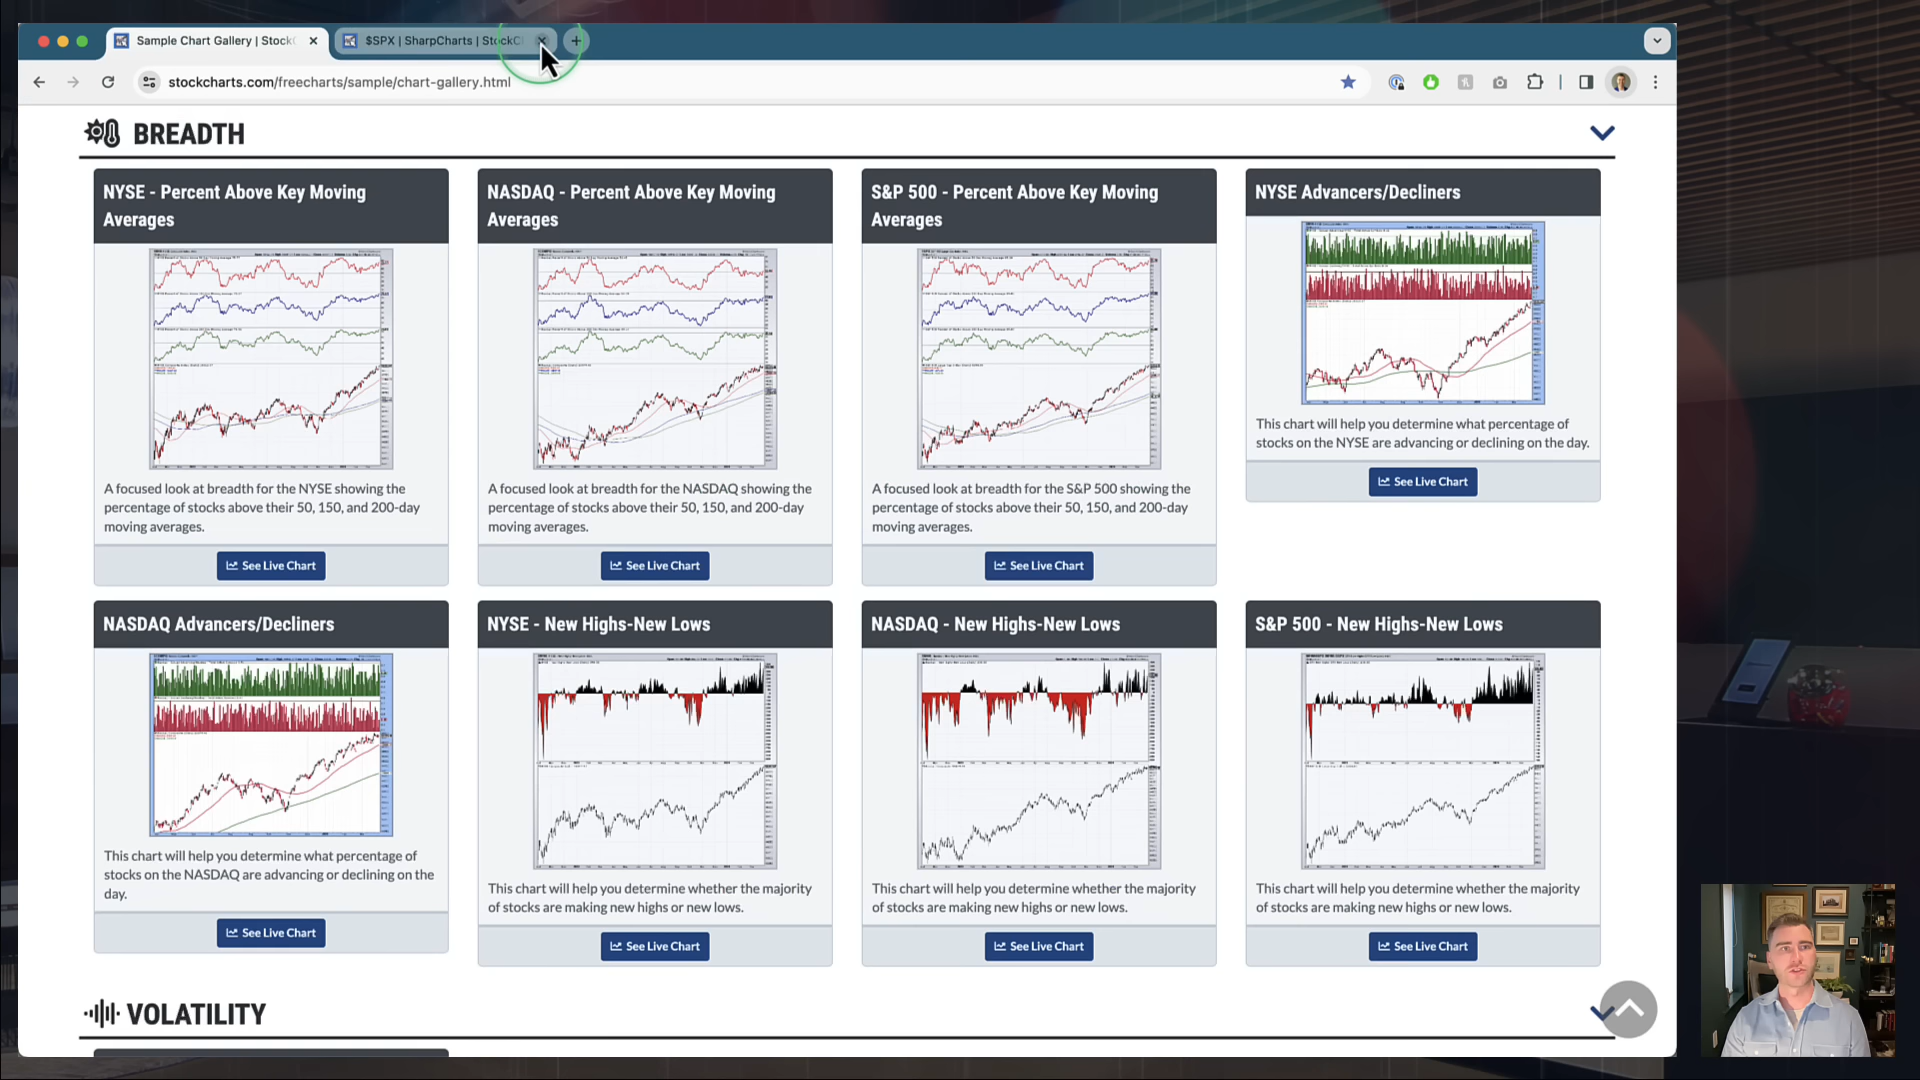 Sample Chart Gallery | Stock
$SPX | SharpCharts | StockC
stockcharts.com/freecharts/sample/chart-gallery.html
BREADTH
NYSE - Percent Above Key Moving
Averages
A focused look at breadth for the NYSE showing the
percentage of stocks above their 50, 150, and 200-day
moving averages.
See Live Chart
NASDAQ - Percent Above Key Moving
Averages
A focused look at breadth for the NASDAQ showing the
percentage of stocks above their 50, 150, and 200-day
moving averages.
See Live Chart
S&P 500 - Percent Above Key Moving
Averages
A focused look at breadth for the S&P 500 showing the
percentage of stocks above their 50, 150, and 200-day
moving averages.
See Live Chart
NYSE Advancers/Decliners
This chart will help you determine what percentage of
stocks on the NYSE are advancing or declining on the day.
See Live Chart
NASDAQ Advancers/Decliners
This chart will help you determine what percentage of
stocks on the NASDAQ are advancing or declining on the
day.
See Live Chart
NYSE - New Highs-New Lows
This chart will help you determine whether the majority
of stocks are making new highs or new lows.
See Live Chart
NASDAQ - New Highs-New Lows
This chart will help you determine whether the majority
of stocks are making new highs or new lows.
See Live Chart
S&P 500 - New Highs-New Lows
This chart will help you determine whether the majority
of stocks are making new highs or new lows.
See Live Chart
VOLATILITY